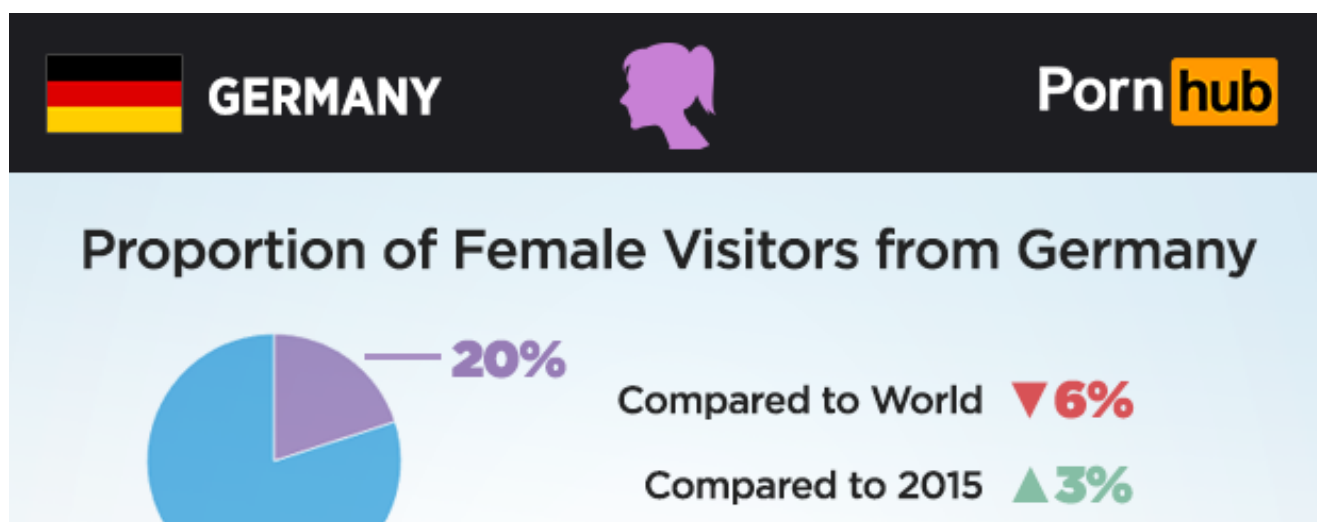 GERMANY
Pornhub
Proportion of Female Visitors from Germany
20%
Compared to World ▼6%
Compared to 2015 ▲3%